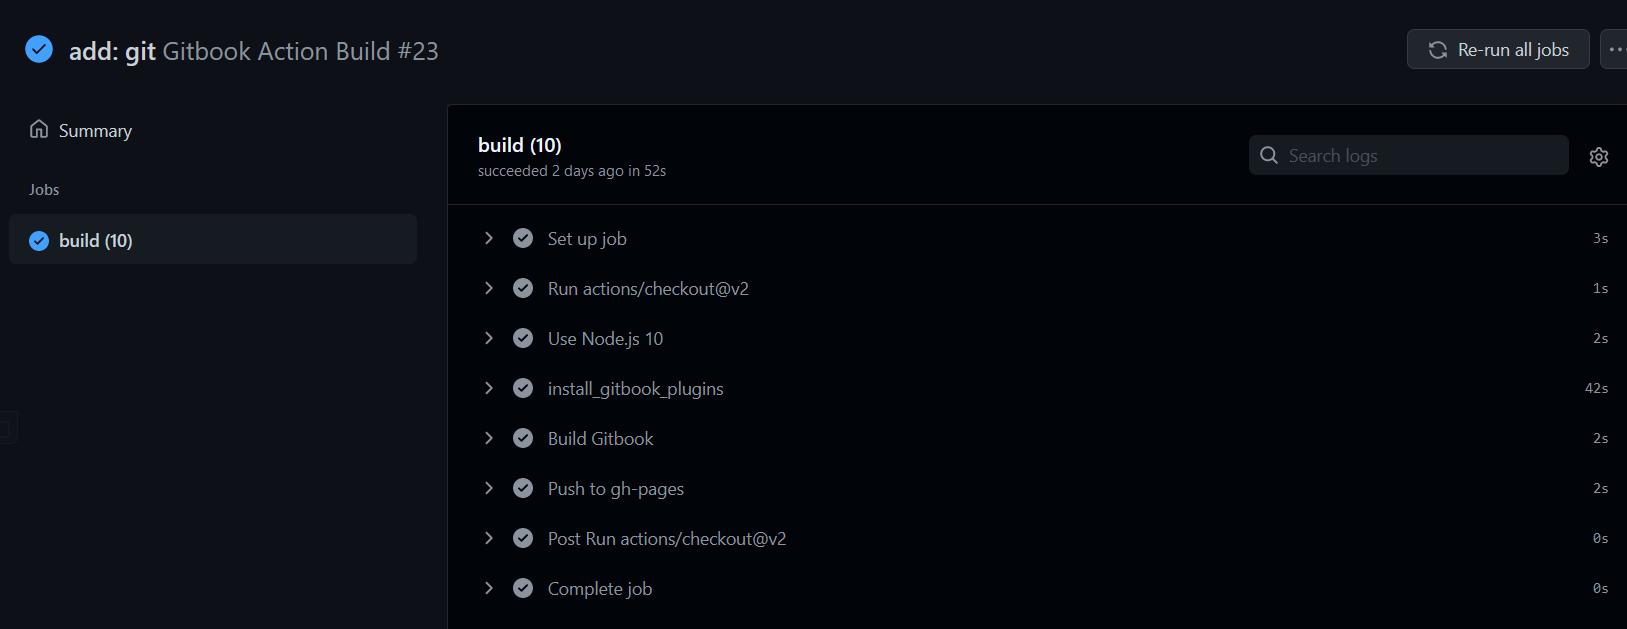 add: git Gitbook Action Build #23
Re-run all jobs
Summary
Jobs
build (10)
build (10)
succeeded 2 days ago in 52s
Search logs
Set up job 3s
Run actions/checkout@v2 1s
Use Node.js 10 2s
install_gitbook_plugins 42s
Build Gitbook 2s
Push to gh-pages 2s
Post Run actions/checkout@v2 0s
Complete job 0s